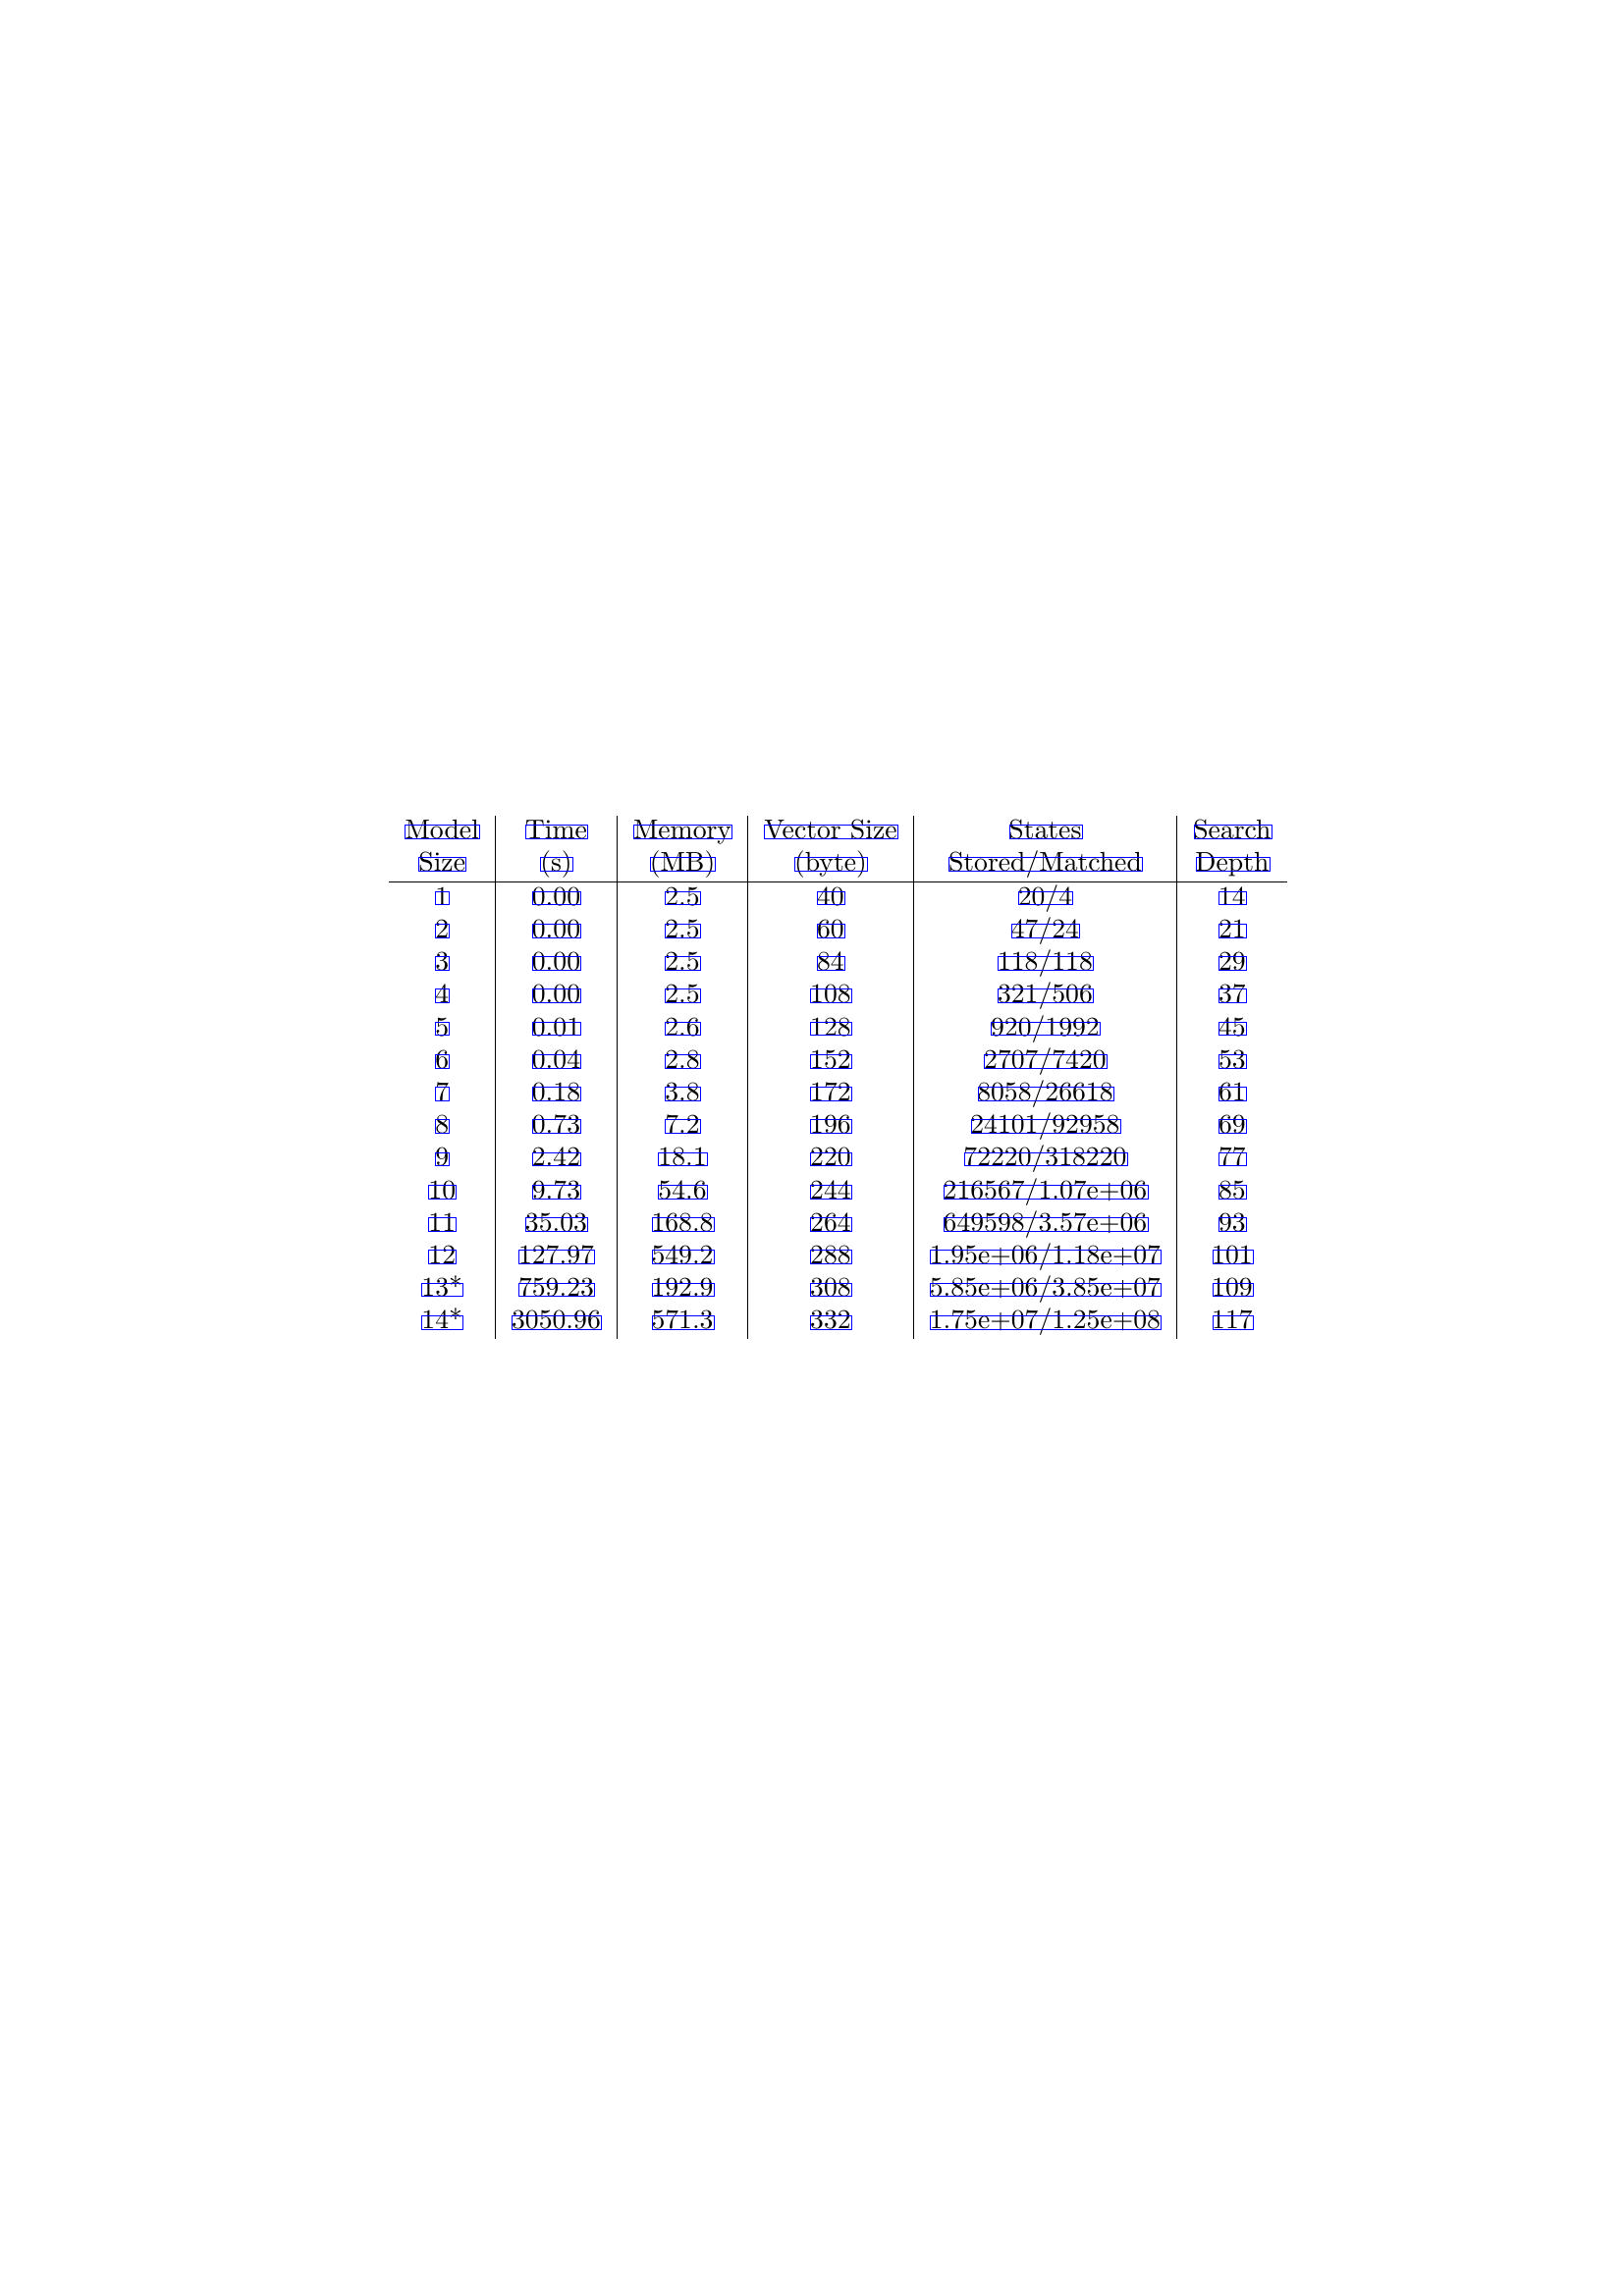 Model Time Memory Vector Size States Search
Size (s) (MB) (byte) Stored/Matched Depth
1 0.00 2.5 40 20/4 14
2 0.00 2.5 60 47/24 21
3 0.00 2.5 84 118/118 29
4 0.00 2.5 108 321/506 37
5 0.01 2.6 128 920/1992 45
6 0.04 2.8 152 2707/7420 53
7 0.18 3.8 172 8058/26618 61
8 0.73 7.2 196 24101/92958 69
9 2.42 18.1 220 72220/318220 77
10 9.73 54.6 244 216567/1.07e+06 85
11 35.03 168.8 264 649598/3.57e+06 93
12 127.97 549.2 288 1.95e+06/1.18e+07 101
13* 759.23 192.9 308 5.85e+06/3.85e+07 109
14* 3050.96 571.3 332 1.75e+07/1.25e+08 117